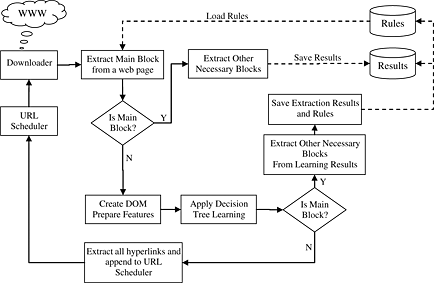 WWW
Load Rules
Rules
Downloader
Extract Main Block
from a web page
Extract Other
Necessary Blocks
Save Results
Results
URL
Scheduler
Is Main
Block?
Y
N
Save Extraction Results
and Rules
Extract Other Necessary
Blocks
From Learning Results
Y
Create DOM
Prepare Features
Apply Decision
Tree Learning
Is Main
Block?
N
Extract all hyperlinks and
append to URL
Scheduler